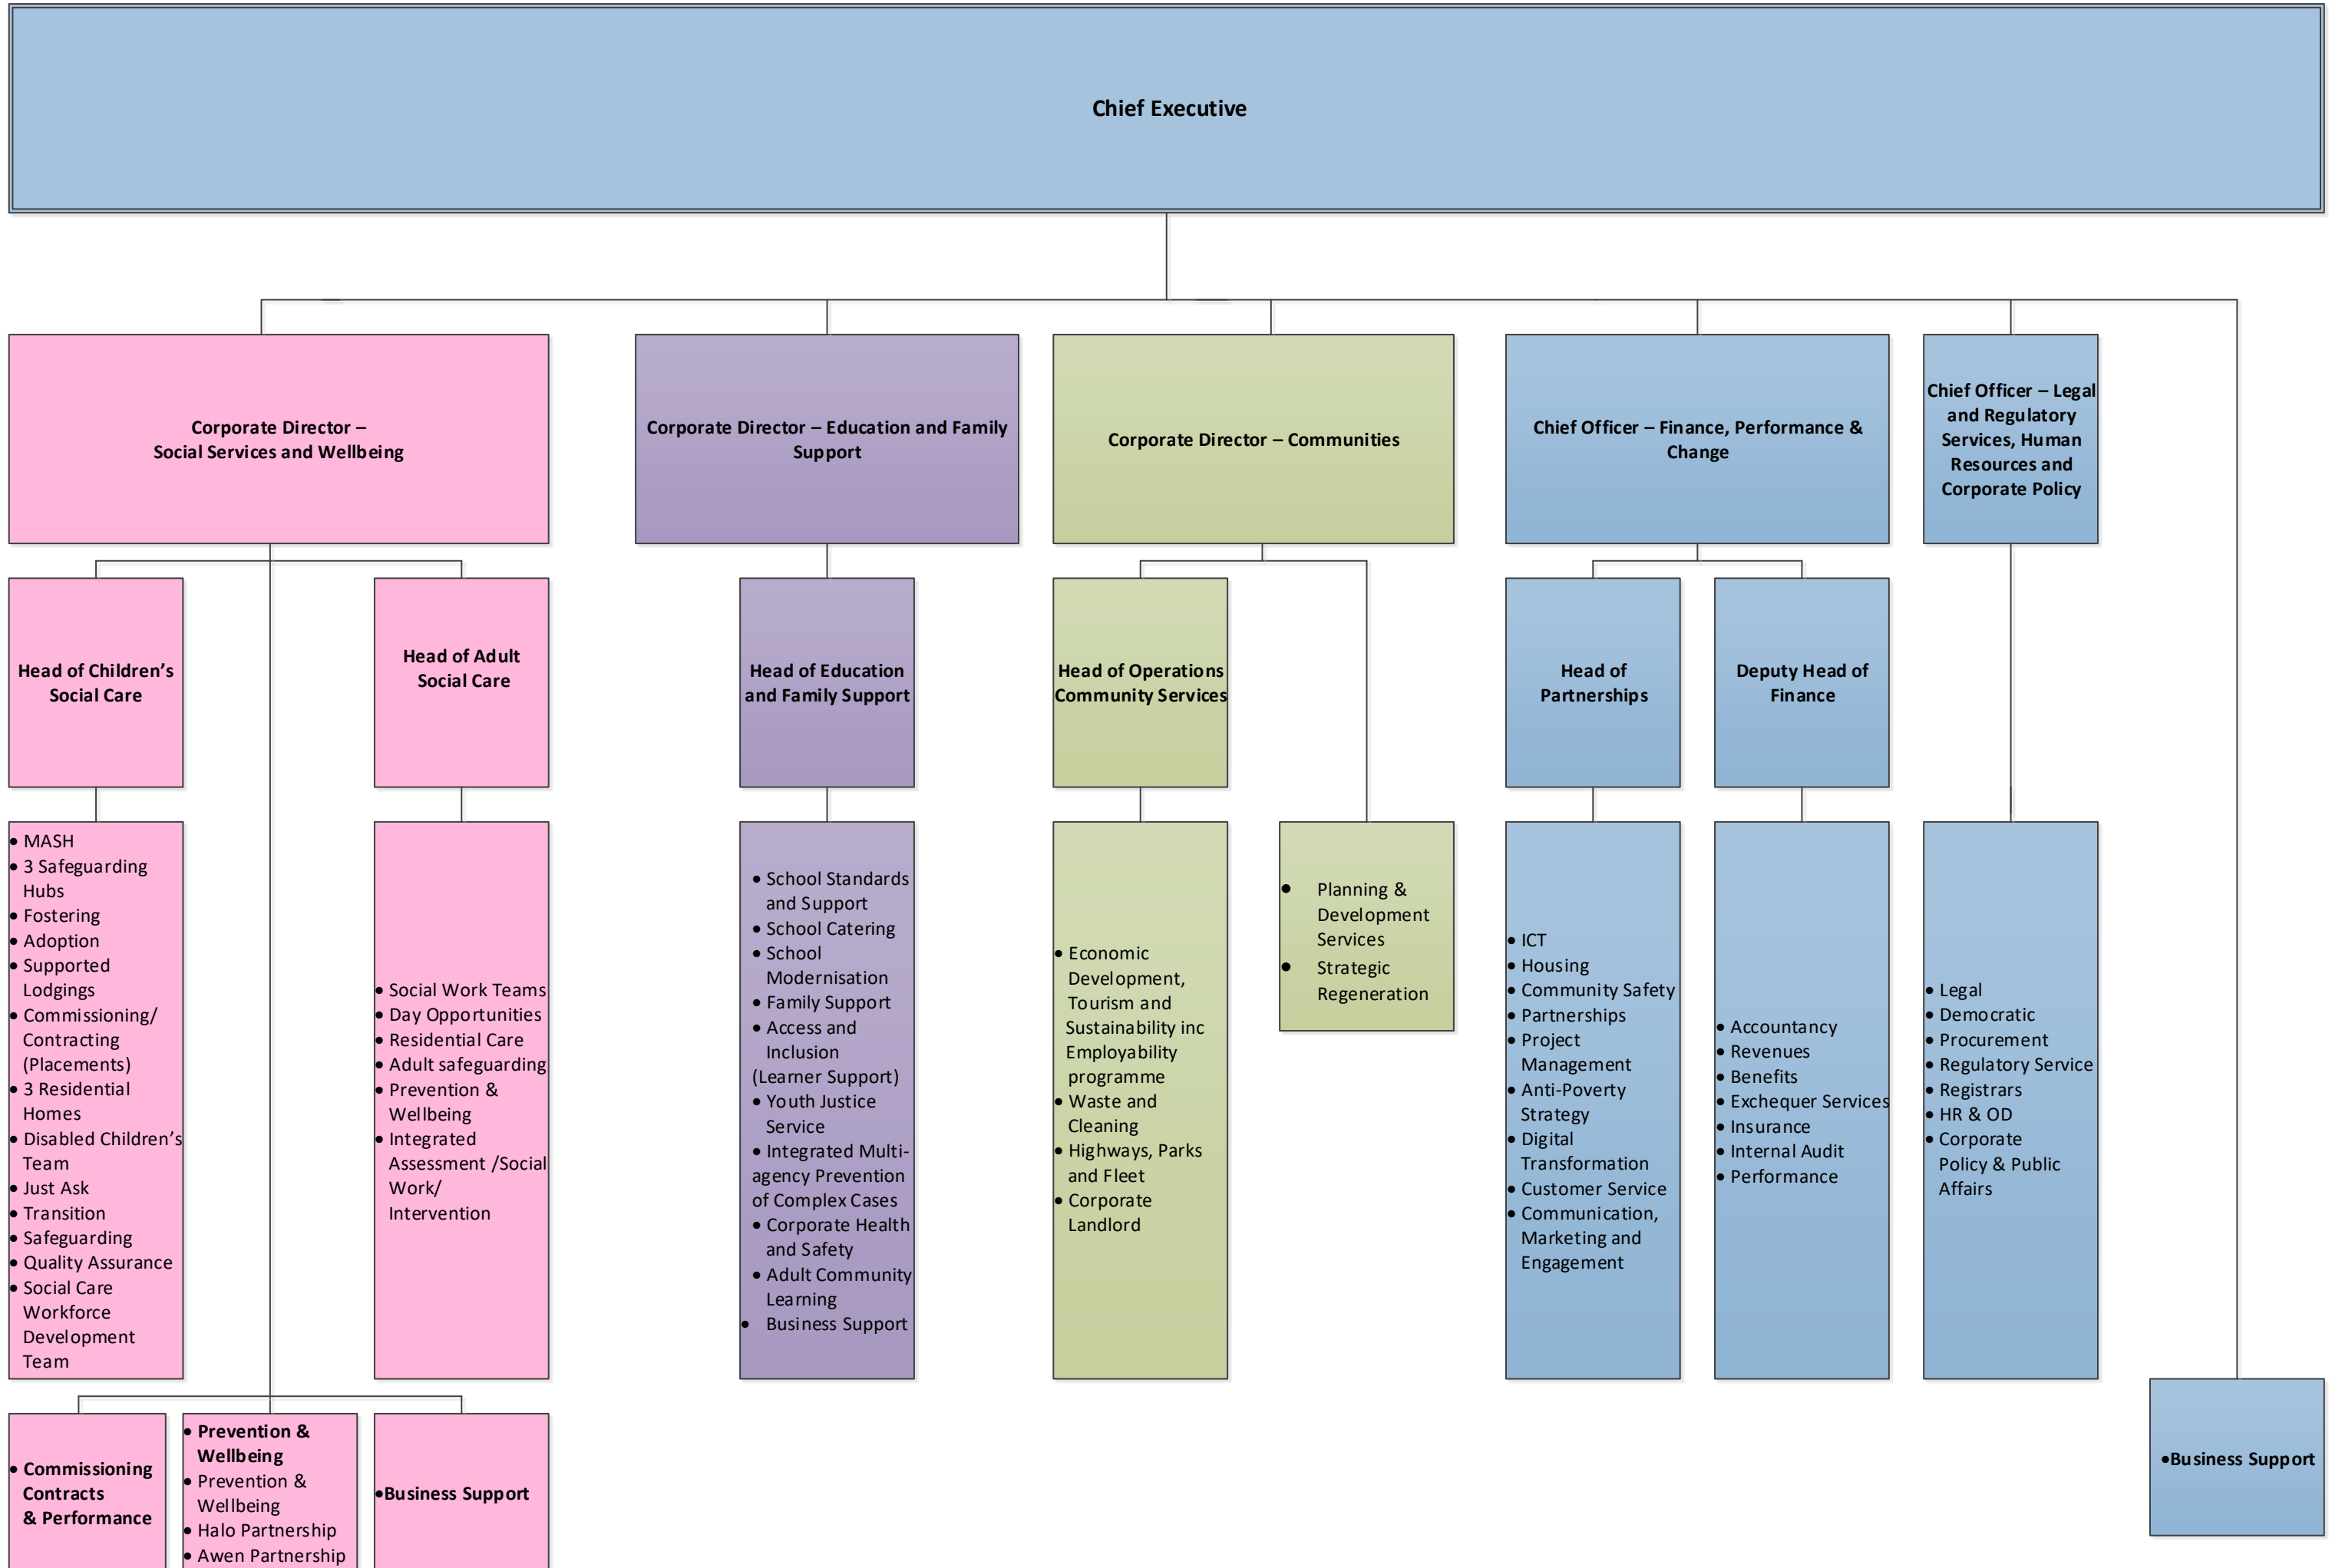 Chief Executive
Corporate Director –
Social Services and Wellbeing
Corporate Director – Education and Family
Support
Corporate Director – Communities
Chief Officer – Finance, Performance &
Change
Chief Officer – Legal
and Regulatory
Services, Human
Resources and
Corporate Policy
Head of Children’s
Social Care
Head of Adult
Social Care
Head of Education
and Family Support
Head of Operations
Community Services
Head of
Partnerships
Deputy Head of
Finance
• MASH
• 3 Safeguarding
Hubs
• Fostering
• Adoption
• Supported
Lodgings
• Commissioning/
Contracting
(Placements)
• 3 Residential
Homes
• Disabled Children’s
Team
• Just Ask
• Transition
• Safeguarding
• Quality Assurance
• Social Care
Workforce
Development
Team
• Social Work Teams
• Day Opportunities
• Residential Care
• Adult safeguarding
• Prevention &
Wellbeing
• Integrated
Assessment /Social
Work/
Intervention
• School Standards
and Support
• School Catering
• School
Modernisation
• Family Support
• Access and
Inclusion
(Learner Support)
• Youth Justice
Service
• Integrated Multi-
agency Prevention
of Complex Cases
• Corporate Health
and Safety
• Adult Community
Learning
• Business Support
• Economic
Development,
Tourism and
Sustainability inc
Employability
programme
• Waste and
Cleaning
• Highways, Parks
and Fleet
• Corporate
Landlord
• Planning &
Development
Services
• Strategic
Regeneration
• ICT
• Housing
• Community Safety
• Partnerships
• Project
Management
• Anti-Poverty
Strategy
• Digital
Transformation
• Customer Service
• Communication,
Marketing and
Engagement
• Accountancy
• Revenues
• Benefits
• Exchequer Services
• Insurance
• Internal Audit
• Performance
• Legal
• Democratic
• Procurement
• Regulatory Service
• Registrars
• HR & OD
• Corporate
Policy & Public
Affairs
• Commissioning
Contracts
& Performance
• Prevention &
Wellbeing
• Prevention &
Wellbeing
• Halo Partnership
• Awen Partnership
•Business Support
•Business Support